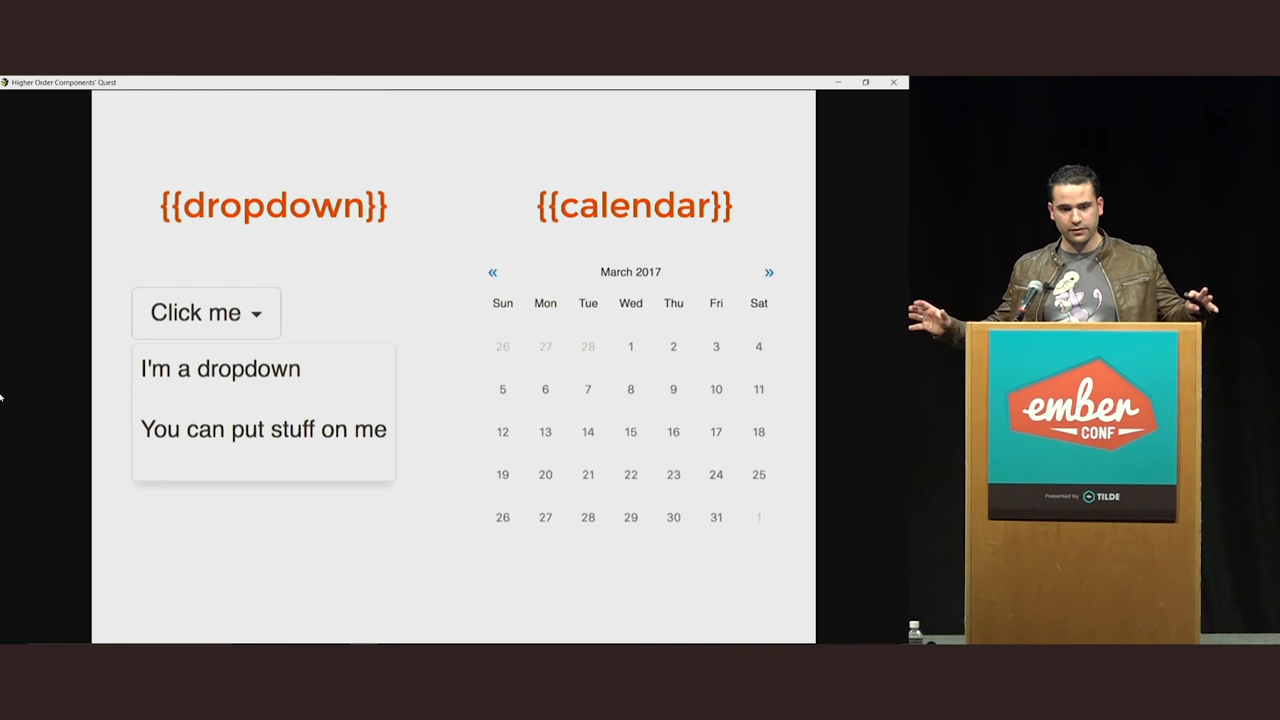 Higher Order Components' Quest
{{dropdown}}
{{calendar}}
Click me
I'm a dropdown
You can put stuff on me
« March 2017 »
Sun Mon Tue Wed Thu Fri Sat
26 27 28 1 2 3 4
5 6 7 8 9 10 11
12 13 14 15 16 17 18
19 20 21 22 23 24 25
26 27 28 29 30 31 1
ember
CONF
Presented by TILDE